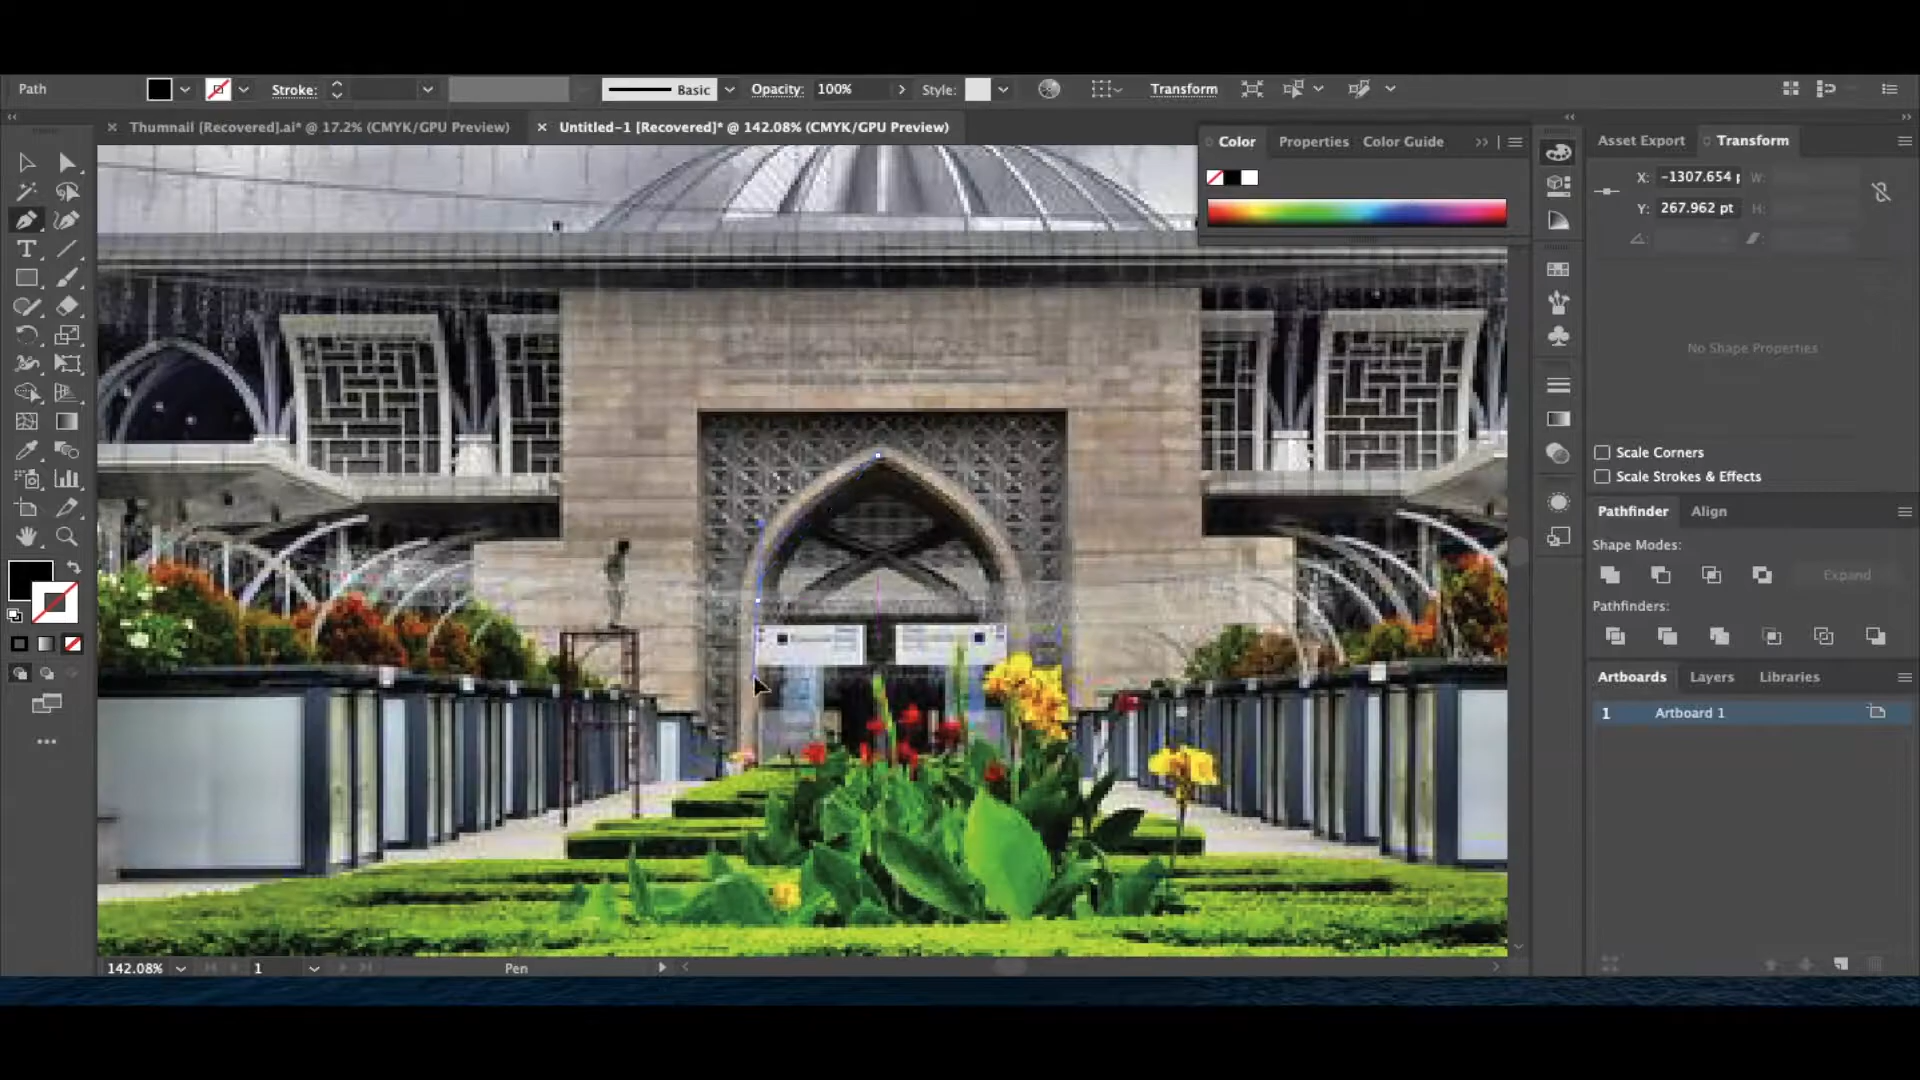 Path
Stroke:
Basic
Opacity: 100%
Style:
Transform
Thumnail [Recovered].ai* @ 17.2% (CMYK/GPU Preview)
Untitled-1 [Recovered]* @ 142.08% (CMYK/GPU Preview)
Color Properties Color Guide
Asset Export Transform
X: -1307.654 p W:
Y: 267.962 pt H:
No Shape Properties
Scale Corners
Scale Strokes & Effects
Pathfinder Align
Shape Modes:
Expand
Pathfinders:
Artboards Layers Libraries
1 Artboard 1
142.08% 1 Pen